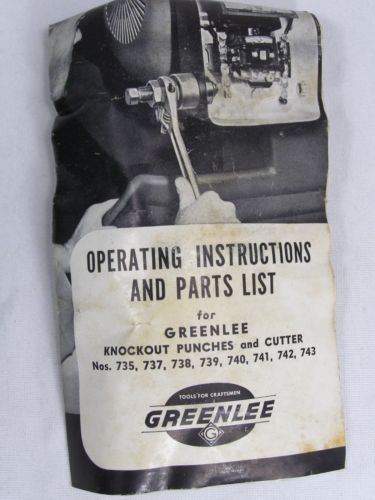 OPERATING INSTRUCTIONS
AND PARTS LIST
for
GREENLEE
KNOCKOUT PUNCHES and CUTTER
Nos. 735, 737, 738, 739, 740, 741, 742, 743
TOOLS FOR CRAFTSMEN
GREENLEE
G